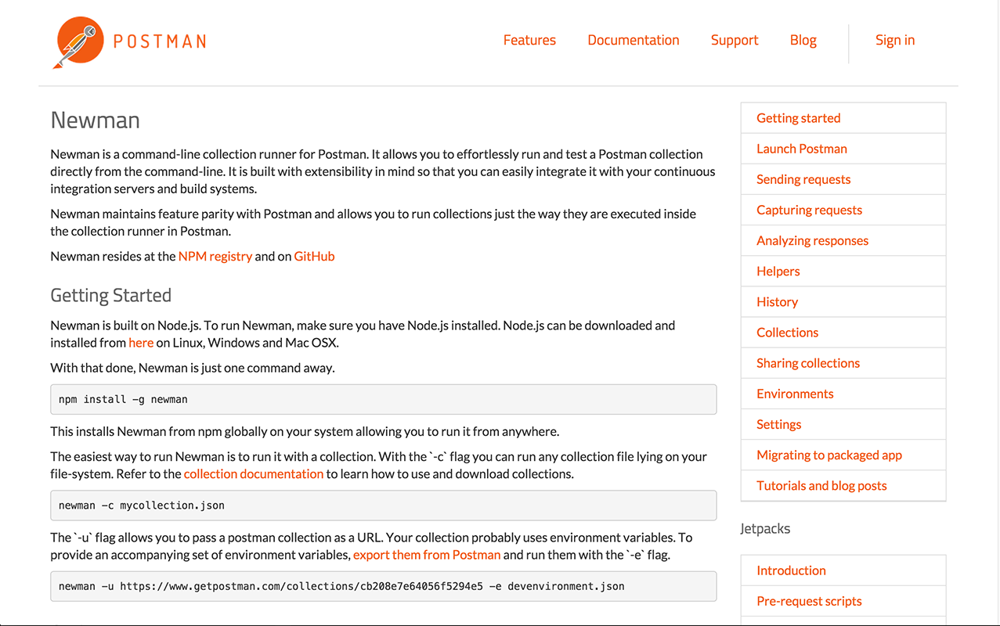 POSTMAN
Features
Documentation
Support
Blog
Sign in
Newman
Newman is a command-line collection runner for Postman. It allows you to effortlessly run and test a Postman collection
directly from the command-line. It is built with extensibility in mind so that you can easily integrate it with your continuous
integration servers and build systems.
Newman maintains feature parity with Postman and allows you to run collections just the way they are executed inside
the collection runner in Postman.
Newman resides at the NPM registry and on GitHub
Getting Started
Newman is built on Node.js. To run Newman, make sure you have Node.js installed. Node.js can be downloaded and
installed from here on Linux, Windows and Mac OSX.
With that done, Newman is just one command away.
npm install -g newman
This installs Newman from npm globally on your system allowing you to run it from anywhere.
The easiest way to run Newman is to run it with a collection. With the `-c` flag you can run any collection file lying on your
file-system. Refer to the collection documentation to learn how to use and download collections.
newman -c mycollection.json
The `-u` flag allows you to pass a postman collection as a URL. Your collection probably uses environment variables. To
provide an accompanying set of environment variables, export them from Postman and run them with the `-e` flag.
newman -u https://www.getpostman.com/collections/cb208e7e64056f5294e5 -e devenvironment.json
Getting started
Launch Postman
Sending requests
Capturing requests
Analyzing responses
Helpers
History
Collections
Sharing collections
Environments
Settings
Migrating to packaged app
Tutorials and blog posts
Jetpacks
Introduction
Pre-request scripts